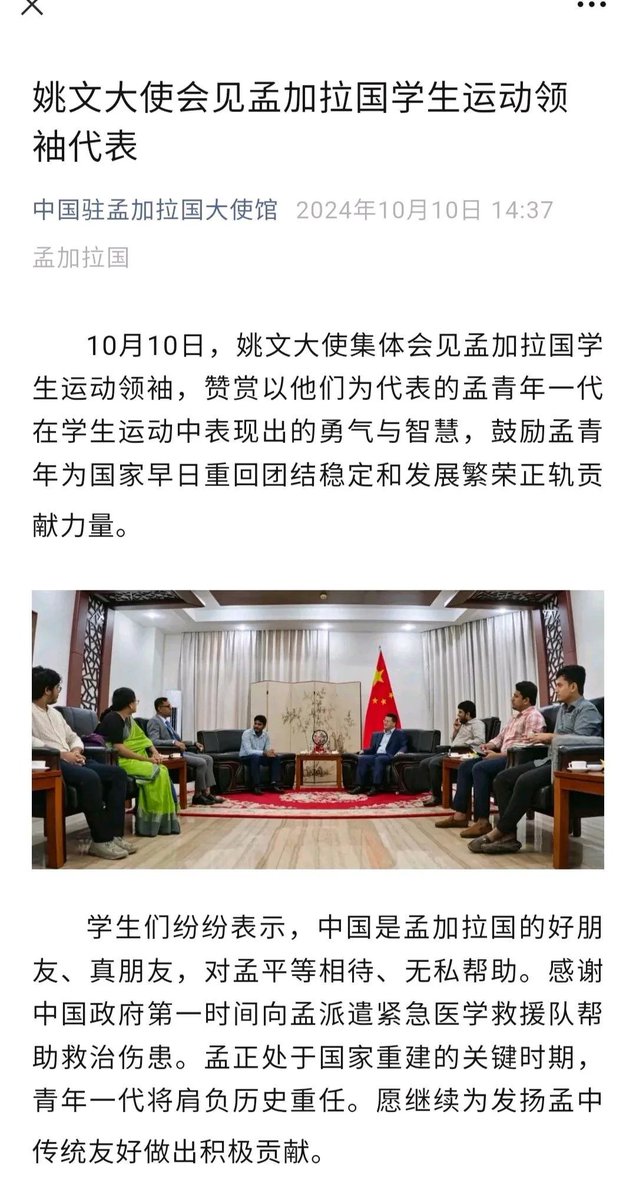 姚文大使会见孟加拉国学生运动领
袖代表
中国驻孟加拉国大使馆 2024年10月10日 14:37
孟加拉国
10月10日，姚文大使集体会见孟加拉国学
生运动领袖，赞赏以他们为代表的孟青年一代
在学生运动中表现出的勇气与智慧，鼓励孟青
年为国家早日重回团结稳定和发展繁荣正轨贡
献力量。
学生们纷纷表示，中国是孟加拉国的好朋
友、真朋友，对孟平等相待、无私帮助。感谢
中国政府第一时间向孟派遣紧急医学救援队帮
助救治伤患。孟正处于国家重建的关键时期，
青年一代将肩负历史重任。愿继续为发扬孟中
传统友好做出积极贡献。